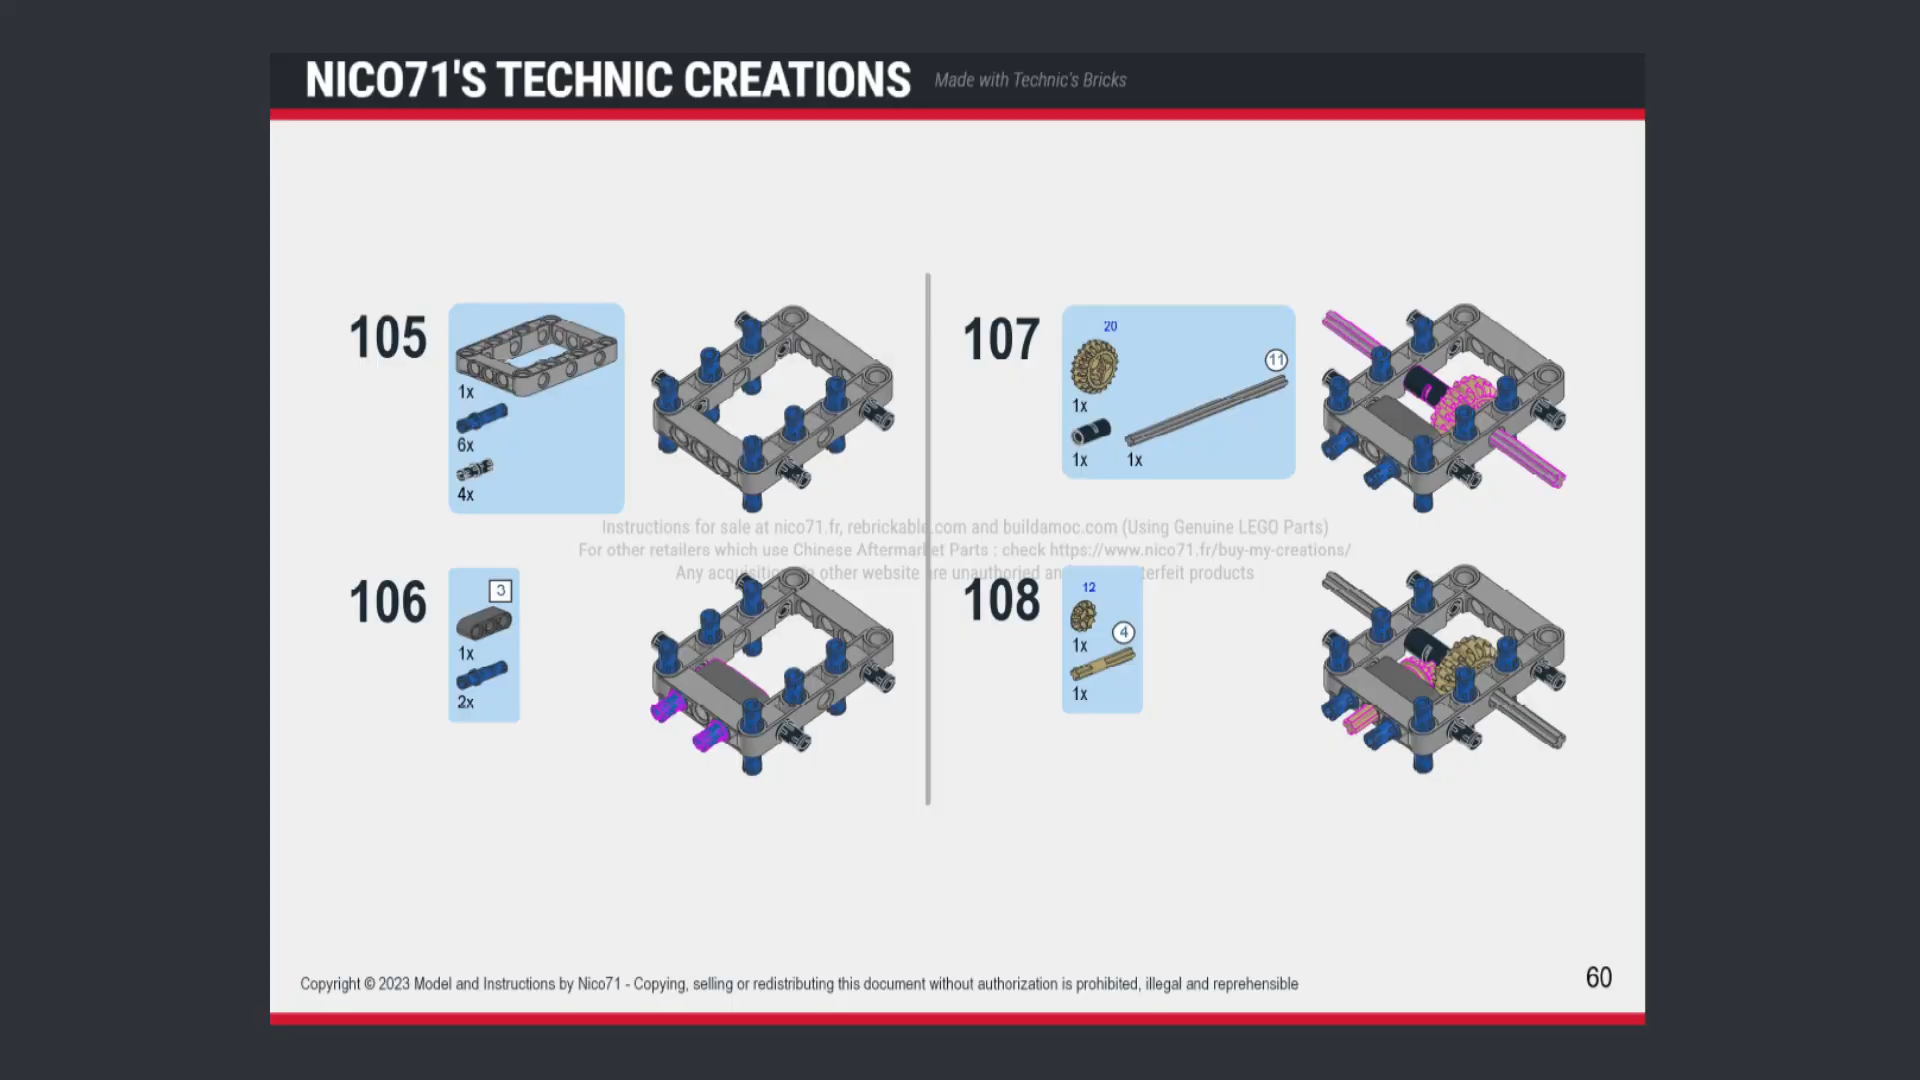 NICO71'S TECHNIC CREATIONS Made with Technic's Bricks
105
1x
6x
4x
107
20
11
1x
1x 1x
Instructions for sale at nico71.fr, rebrickable.com and buildamoc.com (Using Genuine LEGO Parts)
For other retailers which use Chinese Aftermarket Parts : check https://www.nico71.fr/buy-my-creations/
Any other website are unauthoried products
106
3
1x
2x
108
12
1x
4
1x
Copyright © 2023 Model and Instructions by Nico71 - Copying, selling or redistributing this document without authorization is prohibited, illegal and reprehensible
60